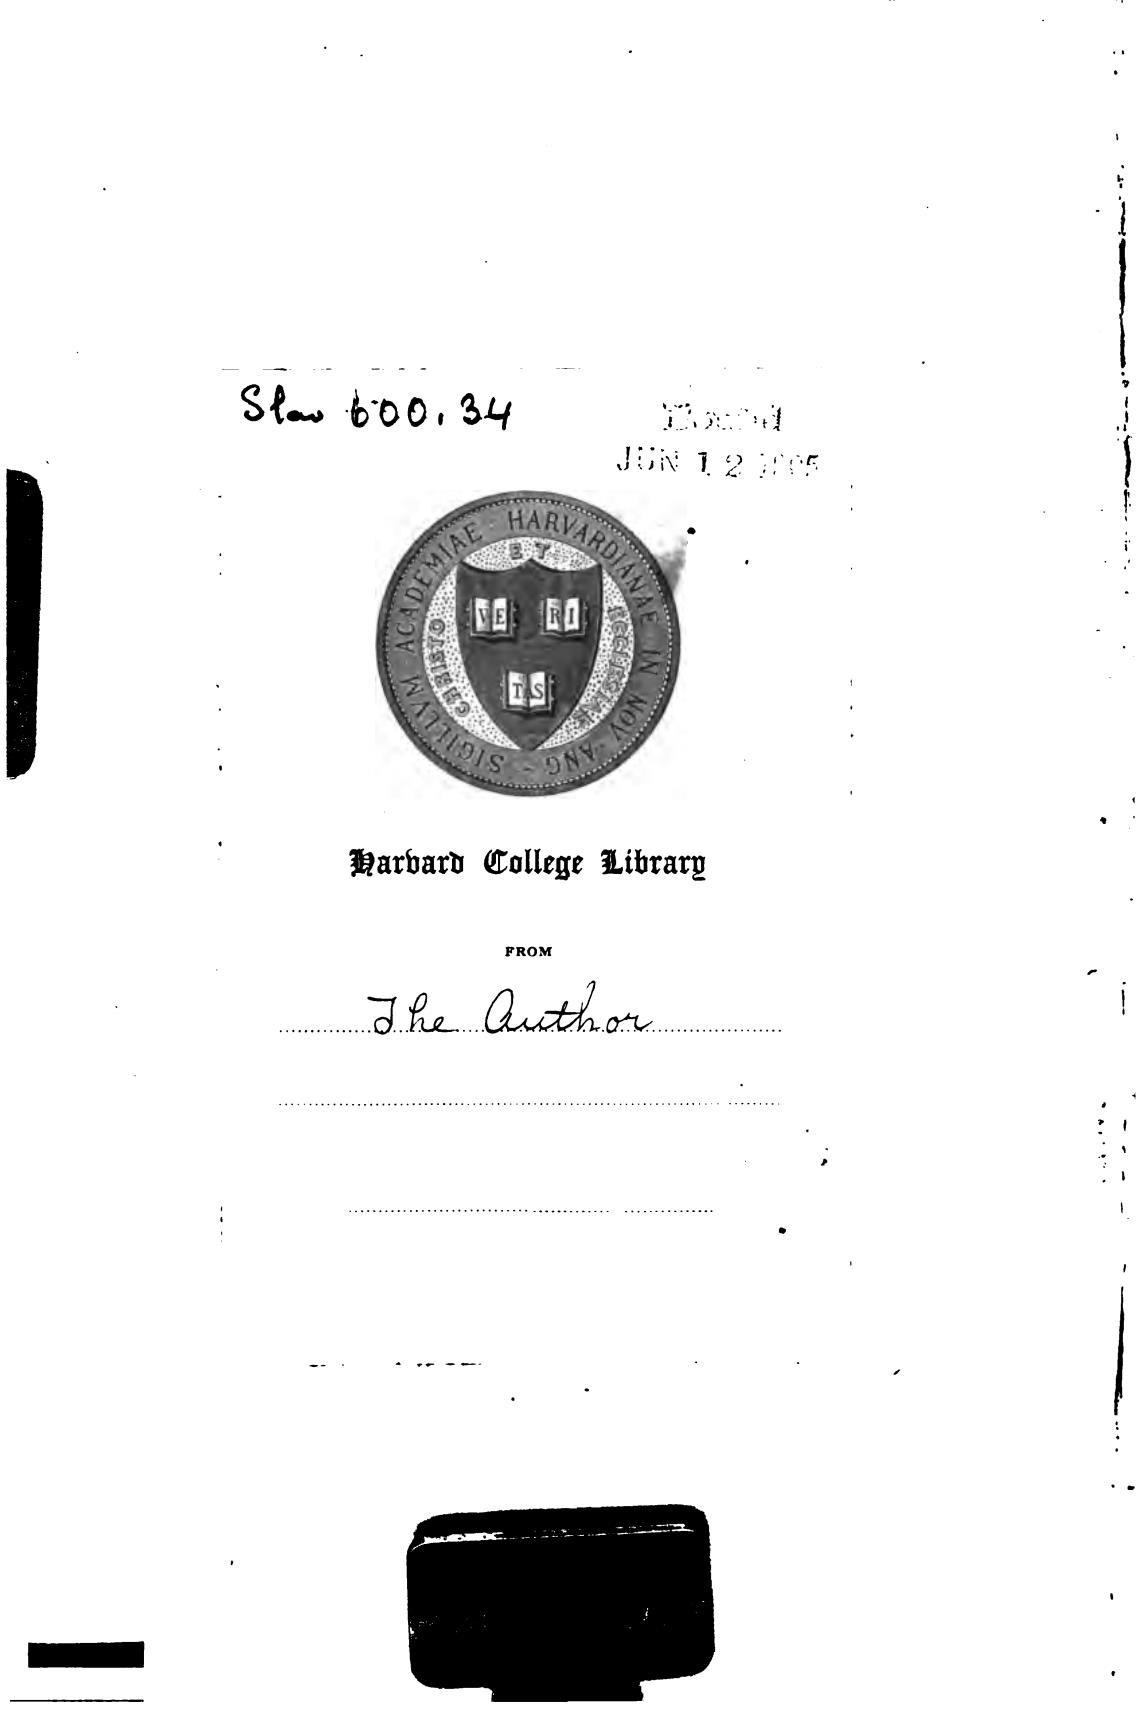 Slav 600.34
Bound
JUN 12
SIGILLVM ACADEMIAE HARVARDIANAE IN NOV ANG
CHRISTO ET ECCLESIAE
VE RI
TAS
Harvard College Library
FROM
The Author